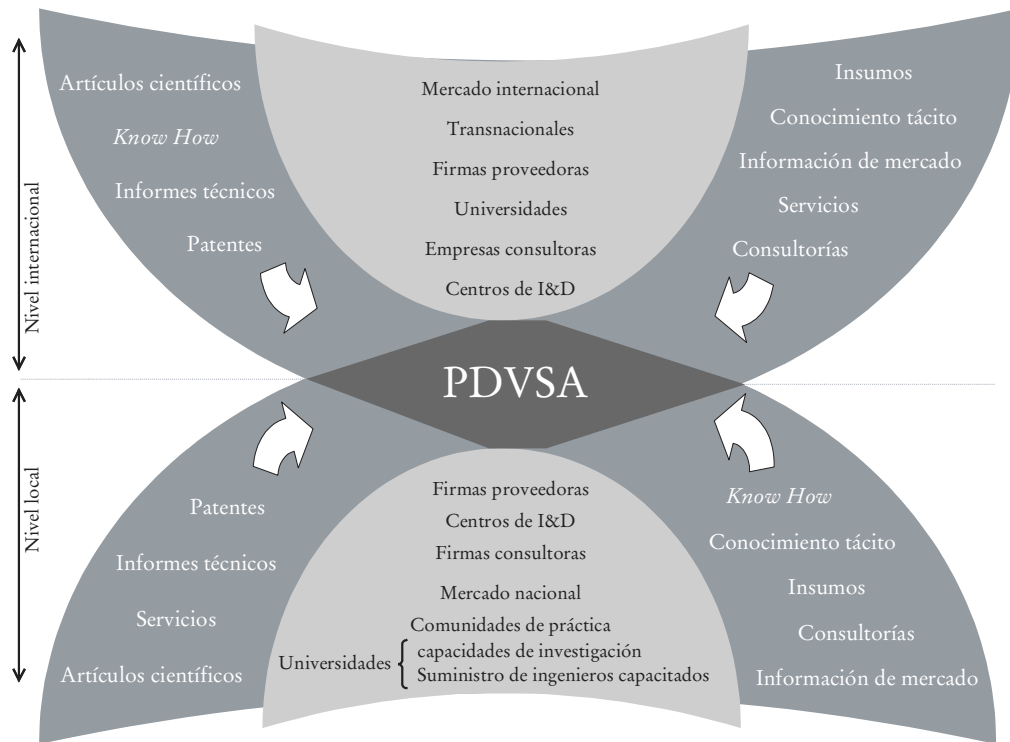 Nivel internacional
Artículos científicos
Know How
Informes técnicos
Patentes
Mercado internacional
Transnacionales
Firmas proveedoras
Universidades
Empresas consultoras
Centros de I&D
Insumos
Conocimiento tácito
Información de mercado
Servicios
Consultorías
PDVSA
Nivel local
Patentes
Informes técnicos
Servicios
Artículos científicos
Firmas proveedoras
Centros de I&D
Firmas consultoras
Mercado nacional
Comunidades de práctica
Universidades
capacidades de investigación
Suministro de ingenieros capacitados
Know How
Conocimiento tácito
Insumos
Consultorías
Información de mercado